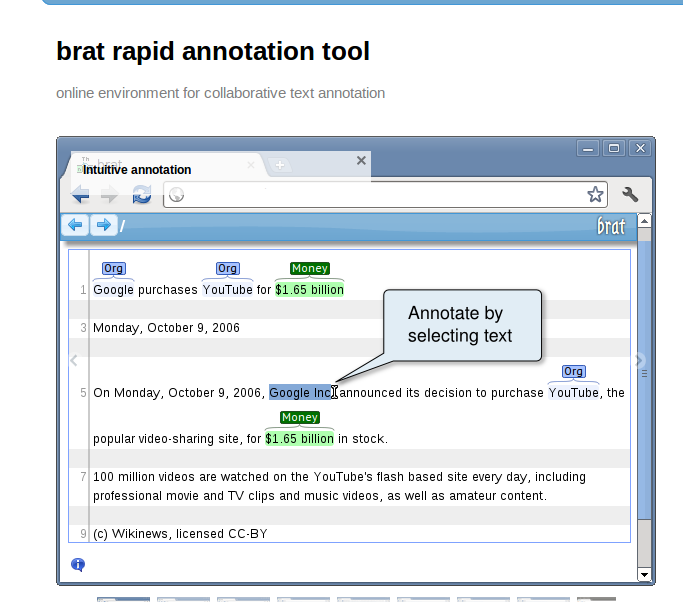 brat rapid annotation tool
online environment for collaborative text annotation
Intuitive annotation
/
brat
Org Org Money
1 Google purchases YouTube for $1.65 billion
3 Monday, October 9, 2006
Annotate by
selecting text
Org
5 On Monday, October 9, 2006, Google Inc. announced its decision to purchase YouTube, the
Money
popular video-sharing site, for $1.65 billion in stock.
7 100 million videos are watched on the YouTube's flash based site every day, including
professional movie and TV clips and music videos, as well as amateur content.
9 (c) Wikinews, licensed CC-BY